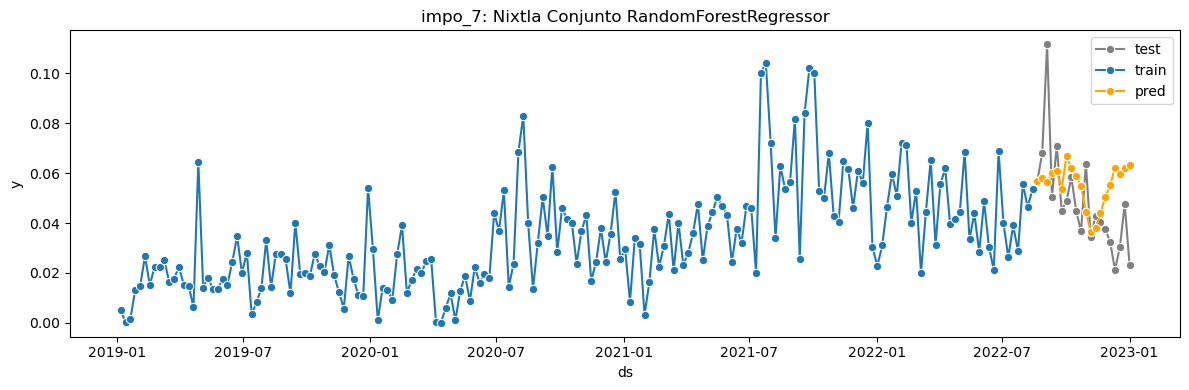 impo_7: Nixtla Conjunto RandomForestRegressor
test
train
pred
y
0.10
0.08
0.06
0.04
0.02
0.00
2019-01 2019-07 2020-01 2020-07 2021-01 2021-07 2022-01 2022-07 2023-01
ds